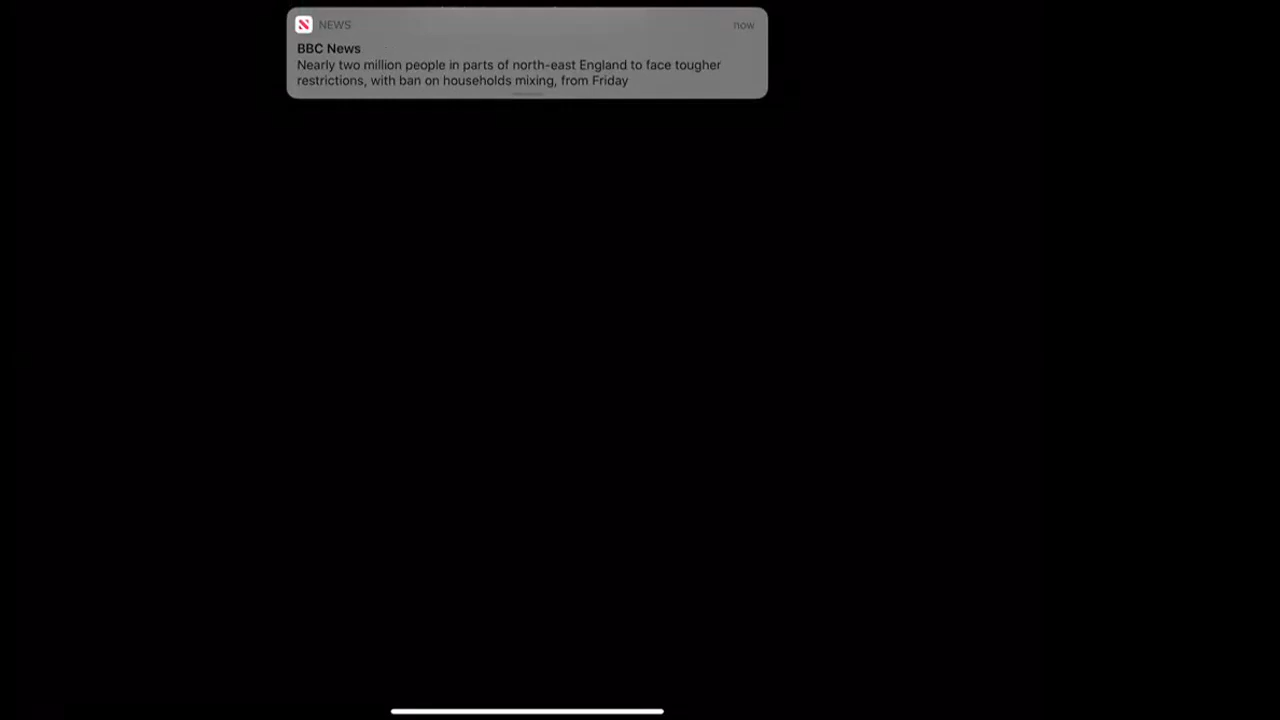 NEWS
now
BBC News
Nearly two million people in parts of north-east England to face tougher
restrictions, with ban on households mixing, from Friday